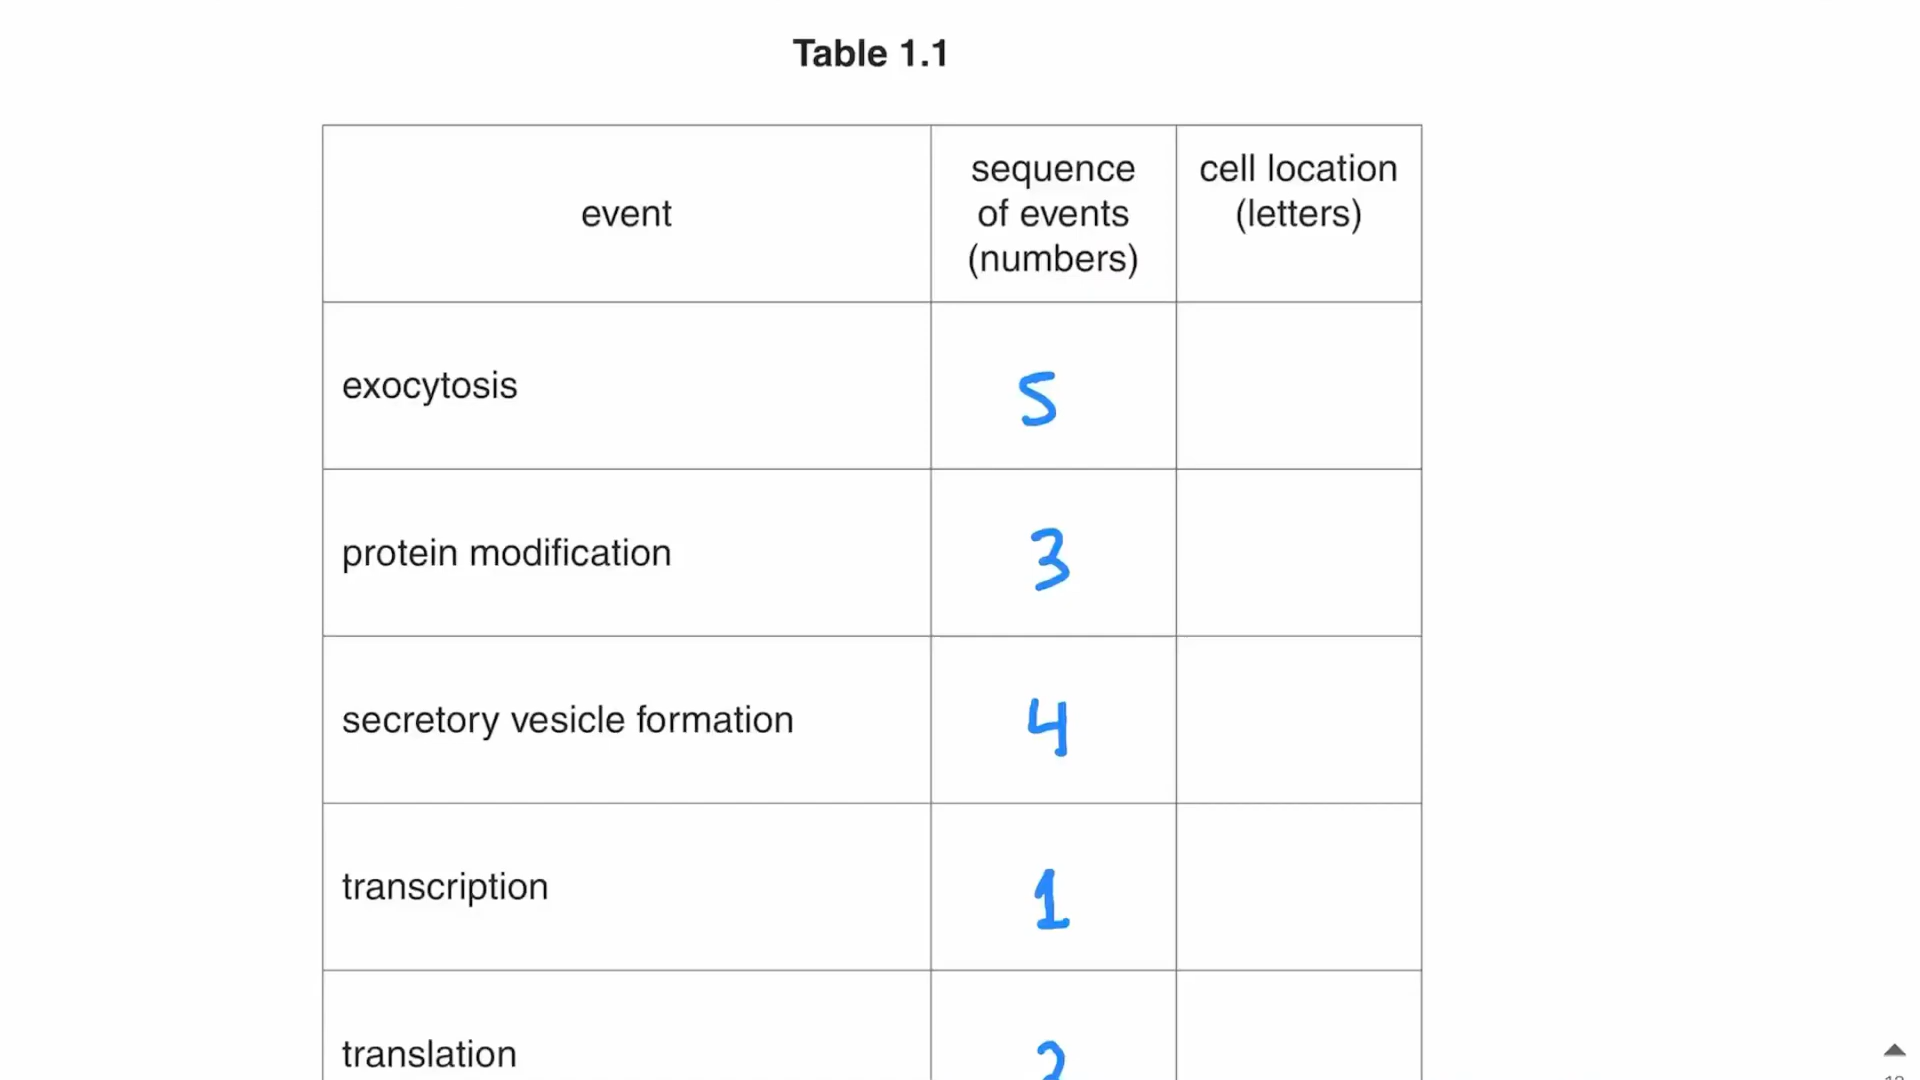 Table 1.1
event
sequence
of events
(numbers)
cell location
(letters)
exocytosis
5
protein modification
3
secretory vesicle formation
4
transcription
1
translation
2